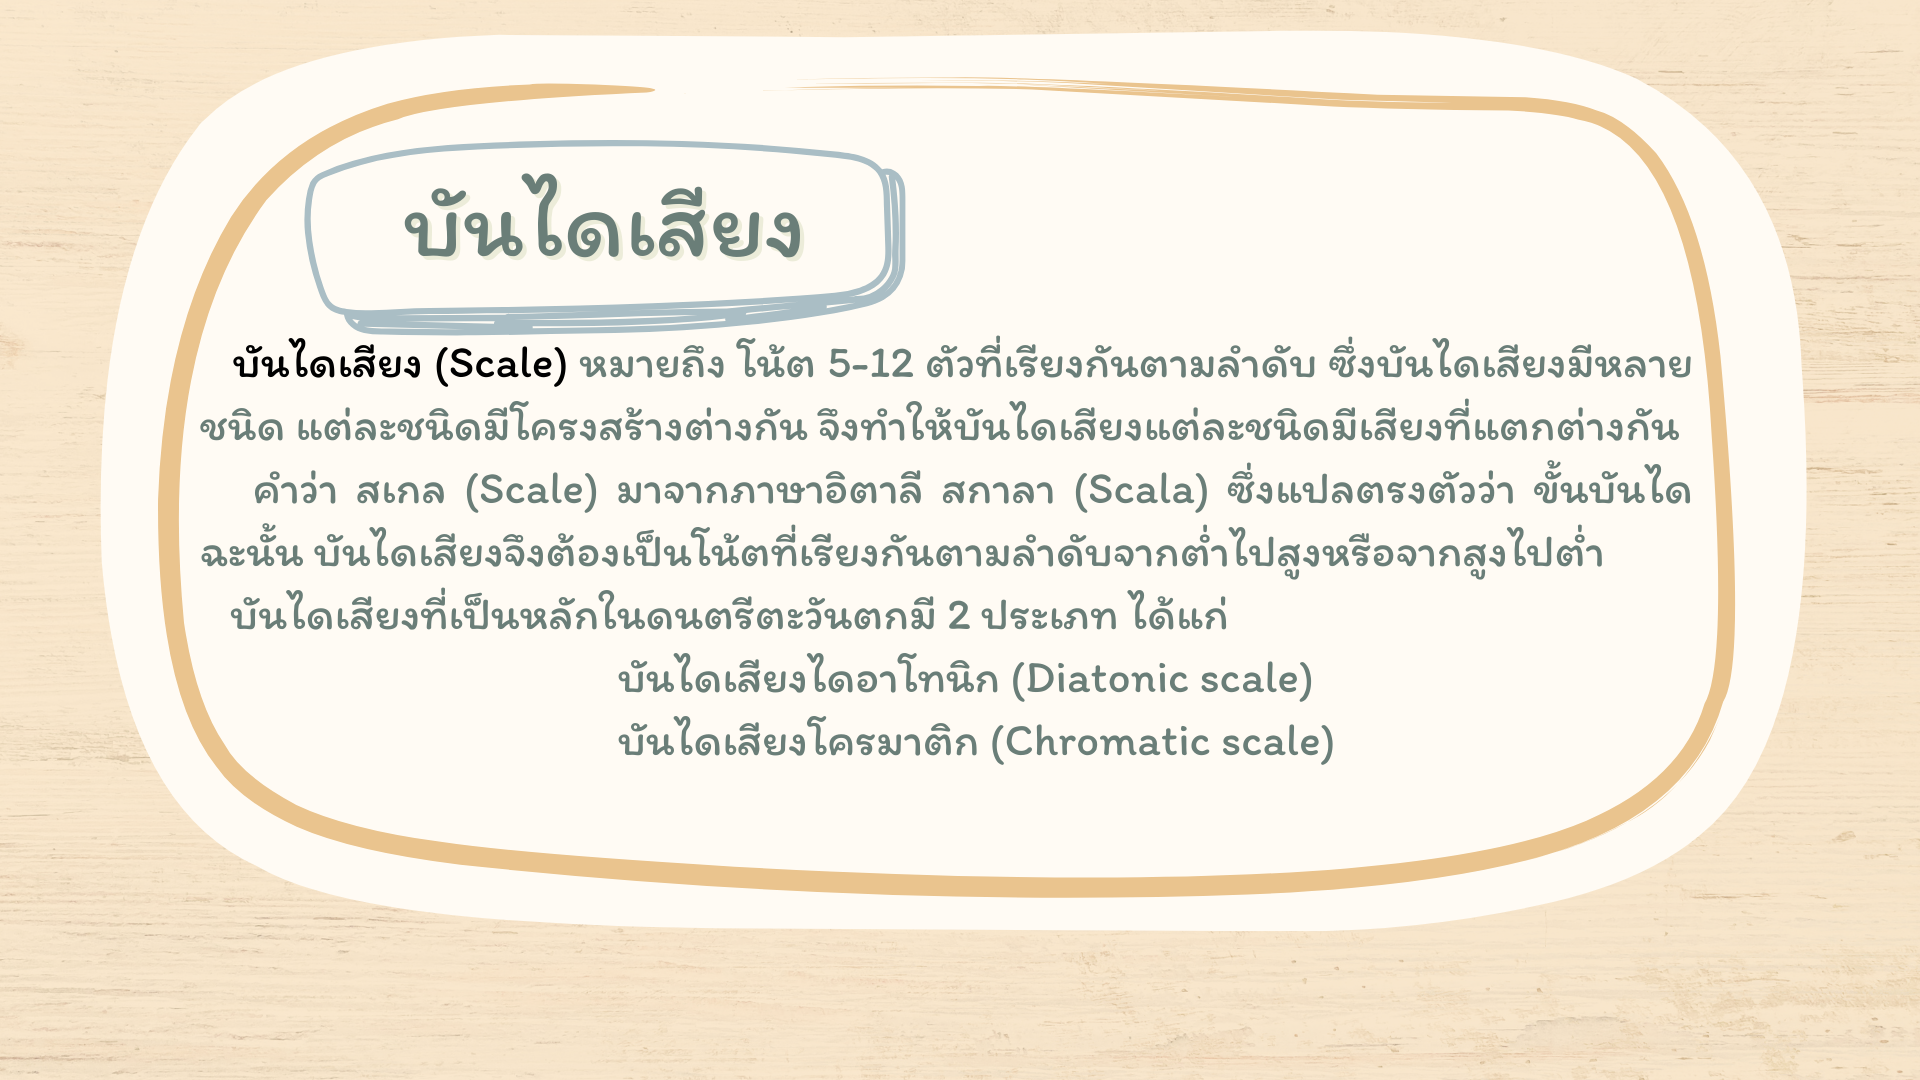 บันไดเสียง
บันไดเสียง (Scale) หมายถึง โน้ต 5-12 ตัวที่เรียงกันตามลำดับ ซึ่งบันไดเสียงมีหลาย
ชนิด แต่ละชนิดมีโครงสร้างต่างกัน จึงทำให้บันไดเสียงแต่ละชนิดมีเสียงที่แตกต่างกัน
คำว่า สเกล (Scale) มาจากภาษาอิตาลี สกาลา (Scala) ซึ่งแปลตรงตัวว่า ขั้นบันได
ฉะนั้น บันไดเสียงจึงต้องเป็นโน้ตที่เรียงกันตามลำดับจากต่ำไปสูงหรือจากสูงไปต่ำ
บันไดเสียงที่เป็นหลักในดนตรีตะวันตกมี 2 ประเภท ได้แก่
บันไดเสียงไดอาโทนิก (Diatonic scale)
บันไดเสียงโครมาติก (Chromatic scale)